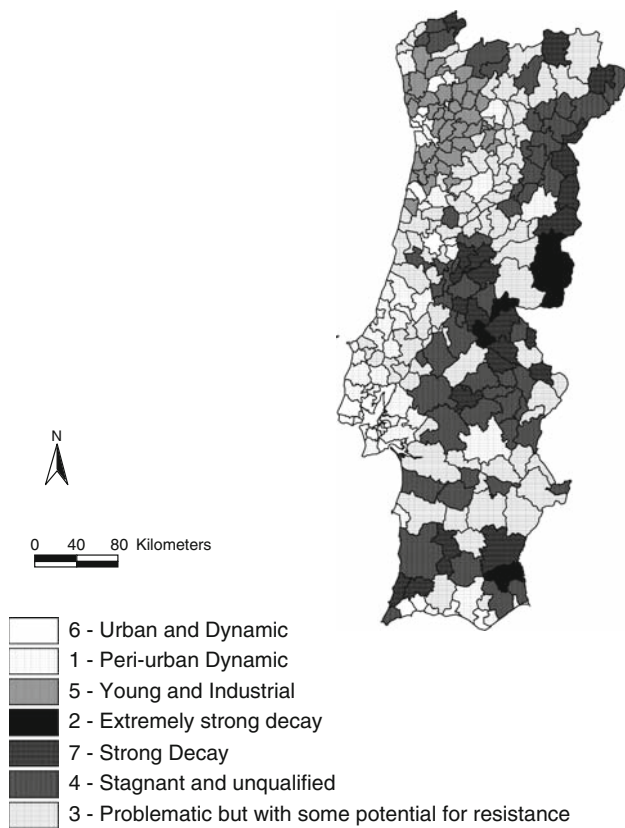 N
0 40 80 Kilometers
6 - Urban and Dynamic
1 - Peri-urban Dynamic
5 - Young and Industrial
2 - Extremely strong decay
7 - Strong Decay
4 - Stagnant and unqualified
3 - Problematic but with some potential for resistance